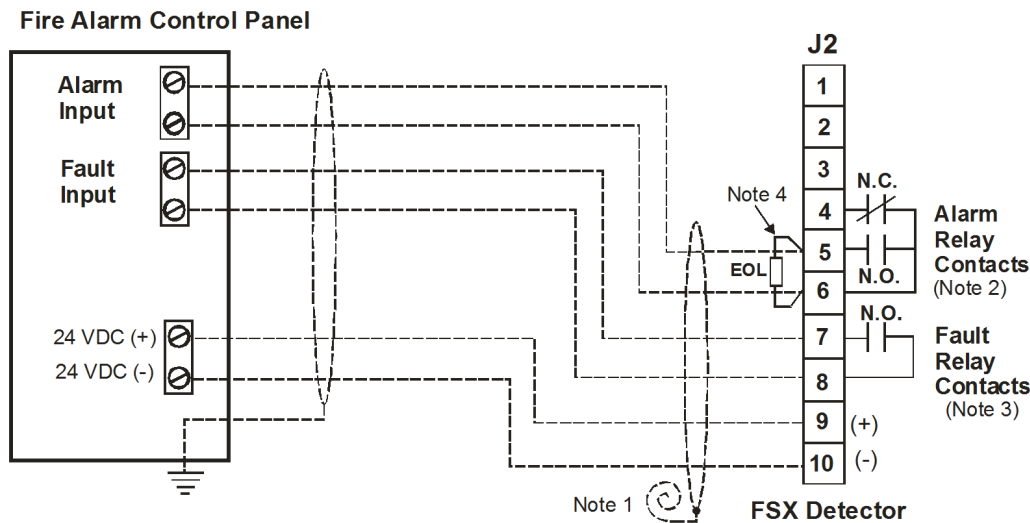 Fire Alarm Control Panel
Alarm
Input
Fault
Input
24 VDC (+)
24 VDC (-)
J2
1
2
3
4
5
6
7
8
9
10
(+)
(-)
N.C.
N.O.
N.O.
Note 4
EOL
Alarm
Relay
Contacts
(Note 2)
Fault
Relay
Contacts
(Note 3)
Note 1
FSX Detector